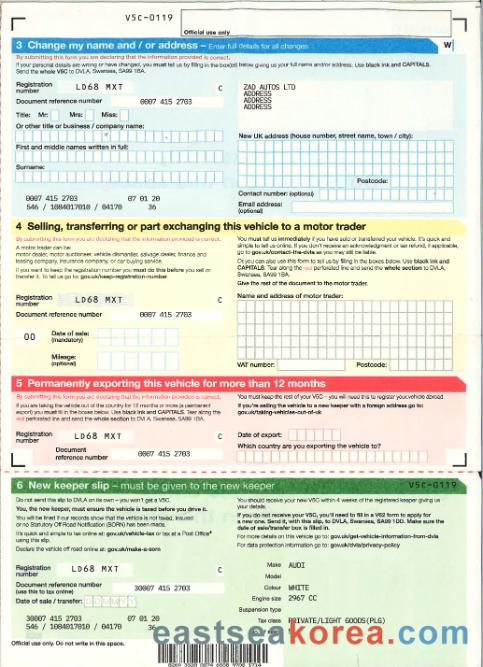 V5C-0119
Official use only
3 Change my name and / or address – Enter full details for all changes
W
By submitting this form you are declaring that the information provided is correct.
If your personal details are wrong or have changed, you must tell us by filling in the box(es) below giving us your full name and/or address. Use black ink and CAPITALS.
Send the whole V5C to DVLA, Swansea, SA99 1BA.
Registration number LD68 MXT C
Document reference number 0007 415 2703
Title: Mr: Mrs: Miss:
Or other title or business / company name:
First and middle names written in full:
Surname:
0007 415 2703 07 01 20
546 / 1084017010 / 04170 36
ZAD AUTOS LTD
ADDRESS
ADDRESS
ADDRESS
New UK address (house number, street name, town / city):
Postcode:
Contact number: (optional)
Email address: (optional)
4 Selling, transferring or part exchanging this vehicle to a motor trader
By submitting this form you are declaring that the information provided is correct.
A motor trader can be:
motor dealer, motor auctioneer, vehicle dismantler, salvage dealer, finance and
leasing company, insurance company, or car buying service.
If you want to keep the registration number you must do this before you sell or
transfer it. To tell us go to: gov.uk/keep-registration-number
Registration number LD68 MXT C
Document reference number 0007 415 2703
00 Date of sale: (mandatory)
Mileage: (optional)
You must tell us immediately if you have sold or transferred your vehicle. It's quick and
simple to tell us online. If you don't receive an acknowledgment or tax refund, if applicable,
go to gov.uk/contact-the-dvla as you may still be liable.
Or you can also use this form to tell us by filling in the boxes below. Use black ink and
CAPITALS. Tear along the red perforated line and send the whole section to DVLA,
Swansea, SA99 1BA.
Give the rest of the document to the motor trader.
Name and address of motor trader:
VAT number: Postcode:
5 Permanently exporting this vehicle for more than 12 months
By submitting this form you are declaring that the information provided is correct.
If you are taking the vehicle out of the country for 12 months or more (a permanent
export) you must fill in the boxes below. Use black ink and CAPITALS. Tear along the
red perforated line and send the whole section to DVLA, Swansea, SA99 1BA.
Registration number LD68 MXT C
Document reference number 0007 415 2703
You must keep the rest of your V5C – you will need this to register your vehicle abroad.
If you're selling the vehicle to a new keeper with a foreign address go to:
gov.uk/taking-vehicles-out-of-uk
Date of export:
Which country are you exporting the vehicle to?
6 New keeper slip – must be given to the new keeper
V5C-0119
Do not send this slip to DVLA on its own – you won't get a V5C.
You, the new keeper, must ensure the vehicle is taxed before you drive it.
You will be fined if our records show that the vehicle is not taxed, insured
or no Statutory Off Road Notification (SORN) has been made.
It's quick and simple to tax online at: gov.uk/vehicle-tax or tax at a Post Office®
using this slip.
Declare the vehicle off road online at: gov.uk/make-a-sorn
Registration number LD68 MXT C
Document reference number (use this to tax online) 30007 415 2703
Date of sale / transfer:
30007 415 2703 07 01 20
546 / 1084017010 / 04170 36
You should receive your new V5C within 4 weeks of the registered keeper giving us
your details.
If you do not receive your V5C, you'll need to fill in a V62 form to apply for
a new one. Send it, with this slip, to DVLA, Swansea, SA99 1DD. Make sure the
date of sale/transfer box is filled in.
For more details on this vehicle go to: gov.uk/get-vehicle-information-from-dvla
For data protection information go to: gov.uk/dvla/privacy-policy
Make AUDI
Model
Colour WHITE
Engine size 2967 CC
Suspension type
Tax class PRIVATE/LIGHT GOODS(PLG)
Official use only. Do not write in this space.
eastseakorea.com